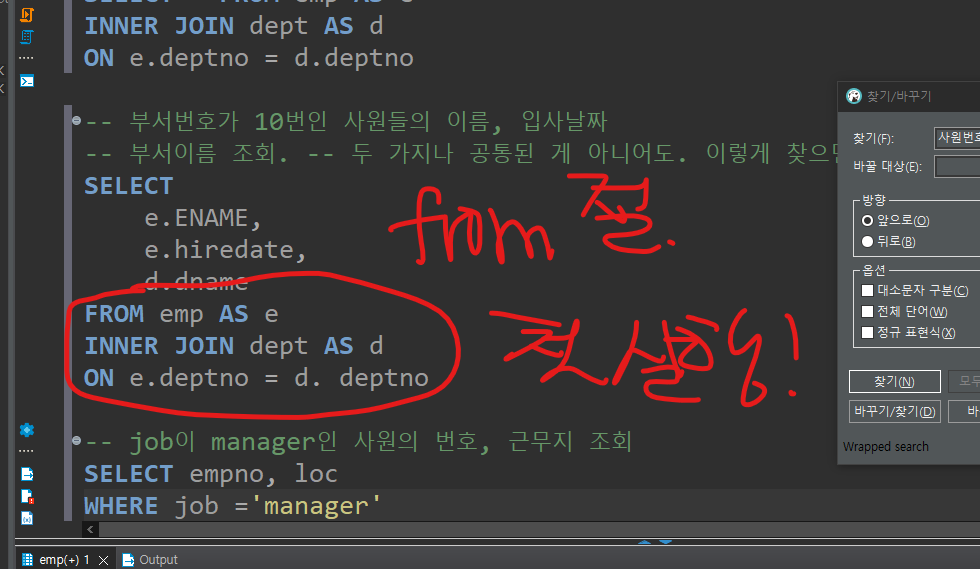 SELECT * FROM emp AS e
INNER JOIN dept AS d
ON e.deptno = d.deptno
-- 부서번호가 10번인 사원들의 이름, 입사날짜
-- 부서이름 조회. -- 두 가지나 공통된 게 아니어도. 이렇게 찾으면
SELECT
e.ENAME,
e.hiredate,
d.dname
FROM emp AS e
INNER JOIN dept AS d
ON e.deptno = d. deptno
from 절.
-- job이 manager인 사원의 번호, 근무지 조회
SELECT empno, loc
WHERE job ='manager'
찾기/바꾸기
찾기(F):
사원번호
바꿀 대상(E):
방향
앞으로(O)
뒤로(B)
옵션
대소문자 구분(C)
전체 단어(W)
정규 표현식(X)
찾기(N)
모두
바꾸기/찾기(D)
바
Wrapped search
emp(+) 1
Output